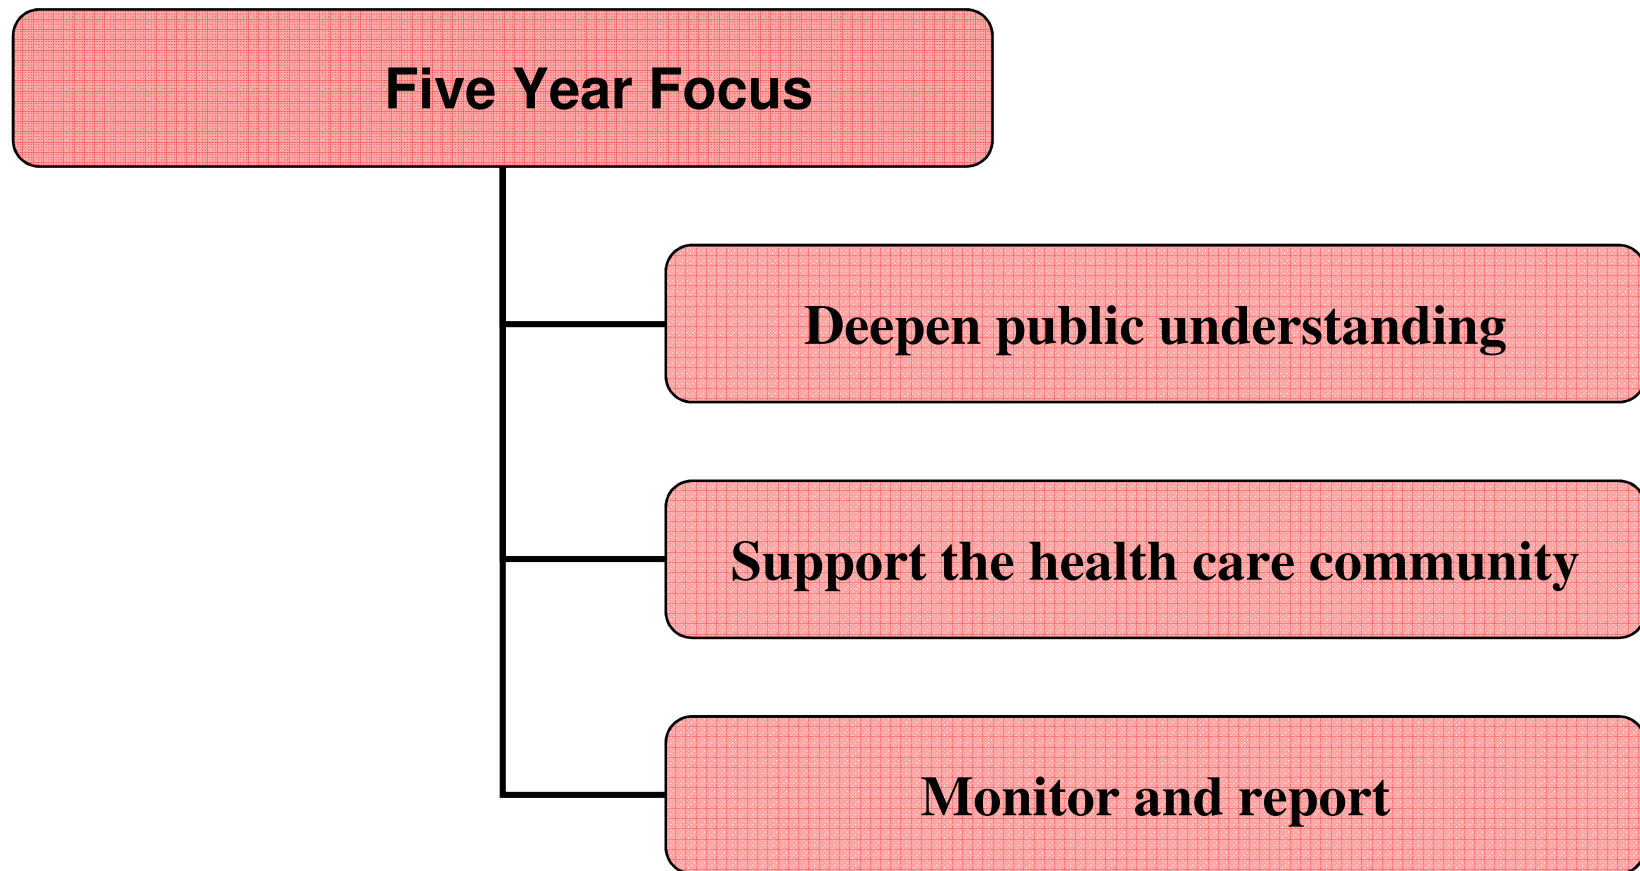 Five Year Focus
Deepen public understanding
Support the health care community
Monitor and report